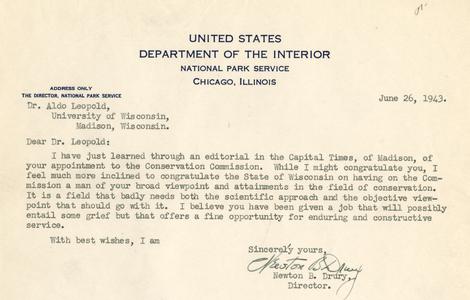 UNITED STATES
DEPARTMENT OF THE INTERIOR
NATIONAL PARK SERVICE
CHICAGO, ILLINOIS
ADDRESS ONLY
THE DIRECTOR, NATIONAL PARK SERVICE
June 26, 1943.
Dr. Aldo Leopold,
University of Wisconsin,
Madison, Wisconsin.
Dear Dr. Leopold:
I have just learned through an editorial in the Capital Times, of Madison, of
your appointment to the Conservation Commission. While I might congratulate you, I
feel much more inclined to congratulate the State of Wisconsin on having on the Com-
mission a man of your broad viewpoint and attainments in the field of conservation.
It is a field that badly needs both the scientific approach and the objective view-
point that should go with it. I believe you have been given a job that will possibly
entail some grief but that offers a fine opportunity for enduring and constructive
service.
With best wishes, I am
Sincerely yours,
Newton B. Drury
Newton B. Drury,
Director.